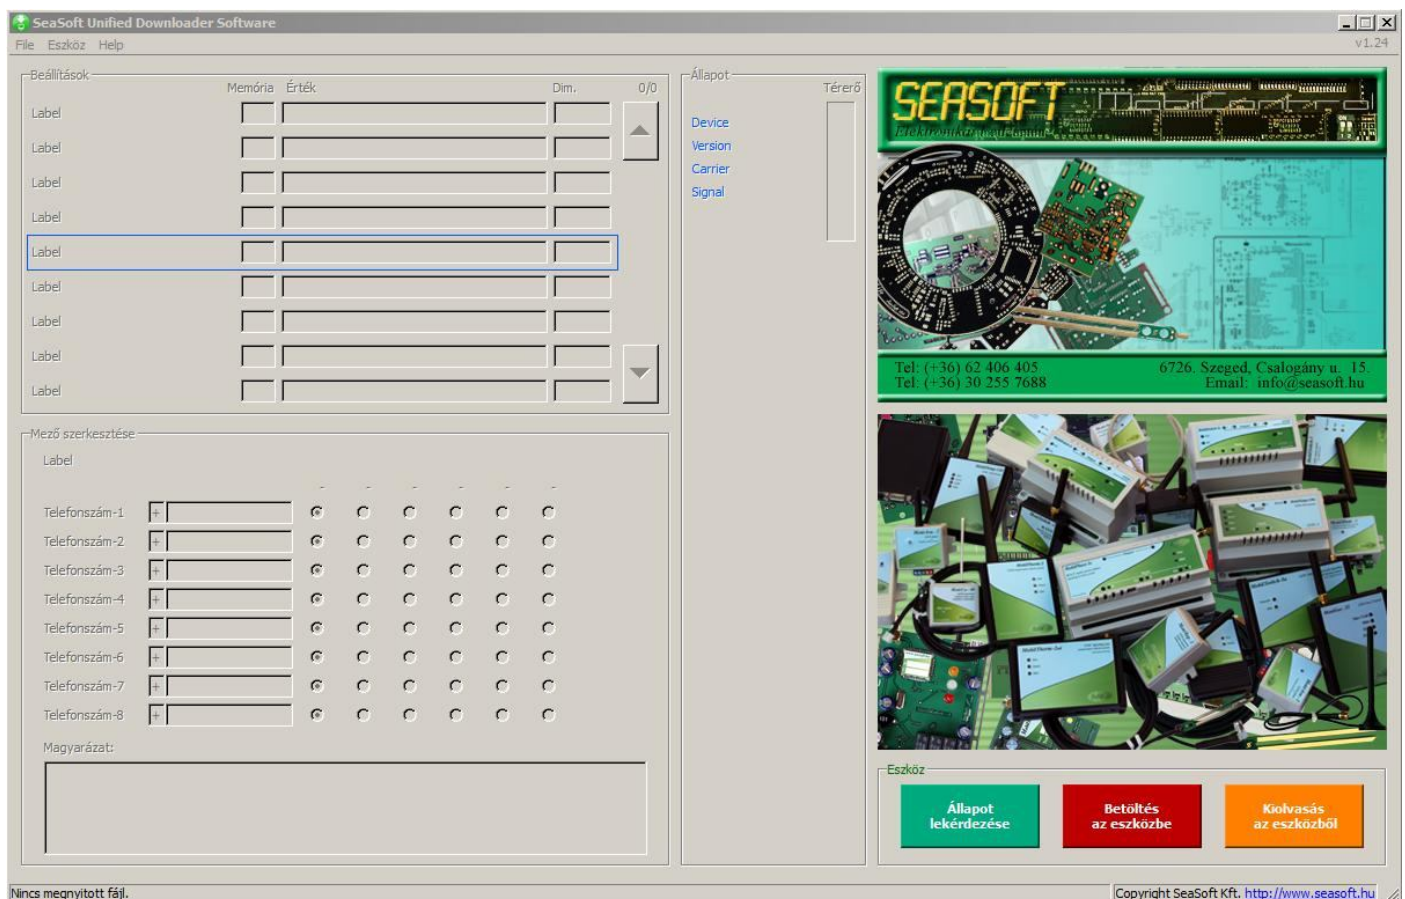 SeaSoft Unified Downloader Software
File Eszköz Help
v1.24
Beállítások
Memória Érték Dim. 0/0
Label
Label
Label
Label
Label
Label
Label
Label
Label
Mező szerkesztése
Label
- - - - - -
Telefonszám-1 +
Telefonszám-2 +
Telefonszám-3 +
Telefonszám-4 +
Telefonszám-5 +
Telefonszám-6 +
Telefonszám-7 +
Telefonszám-8 +
Magyarázat:
Állapot
Térerő
Device
Version
Carrier
Signal
SEASOFT
Tel: (+36) 62 406 405
Tel: (+36) 30 255 7688
6726. Szeged, Csalogány u. 15.
Email: info@seasoft.hu
Eszköz
Állapot
lekérdezése
Betöltés
az eszközbe
Kiolvasás
az eszközből
Nincs megnyitott fájl.
Copyright SeaSoft Kft. http://www.seasoft.hu